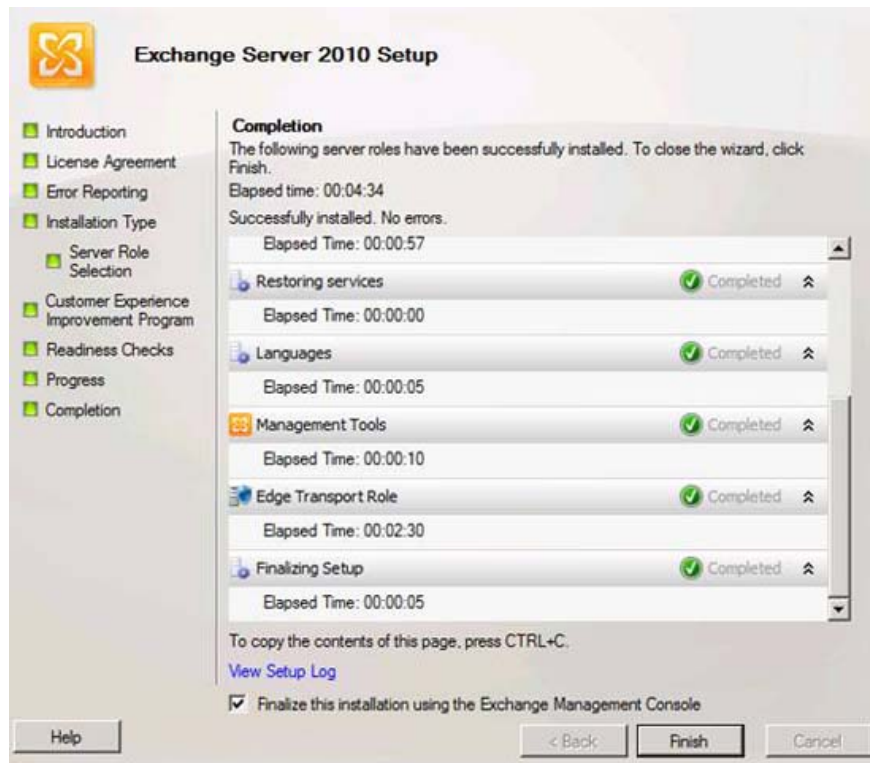 Exchange Server 2010 Setup
Introduction
License Agreement
Error Reporting
Installation Type
Server Role
Selection
Customer Experience
Improvement Program
Readiness Checks
Progress
Completion
Completion
The following server roles have been successfully installed. To close the wizard, click
Finish.
Elapsed time: 00:04:34
Successfully installed. No errors.
Elapsed Time: 00:00:57
Restoring services Completed
Elapsed Time: 00:00:00
Languages Completed
Elapsed Time: 00:00:05
Management Tools Completed
Elapsed Time: 00:00:10
Edge Transport Role Completed
Elapsed Time: 00:02:30
Finalizing Setup Completed
Elapsed Time: 00:00:05
To copy the contents of this page, press CTRL+C.
View Setup Log
Finalize this installation using the Exchange Management Console
Help < Back Finish Cancel